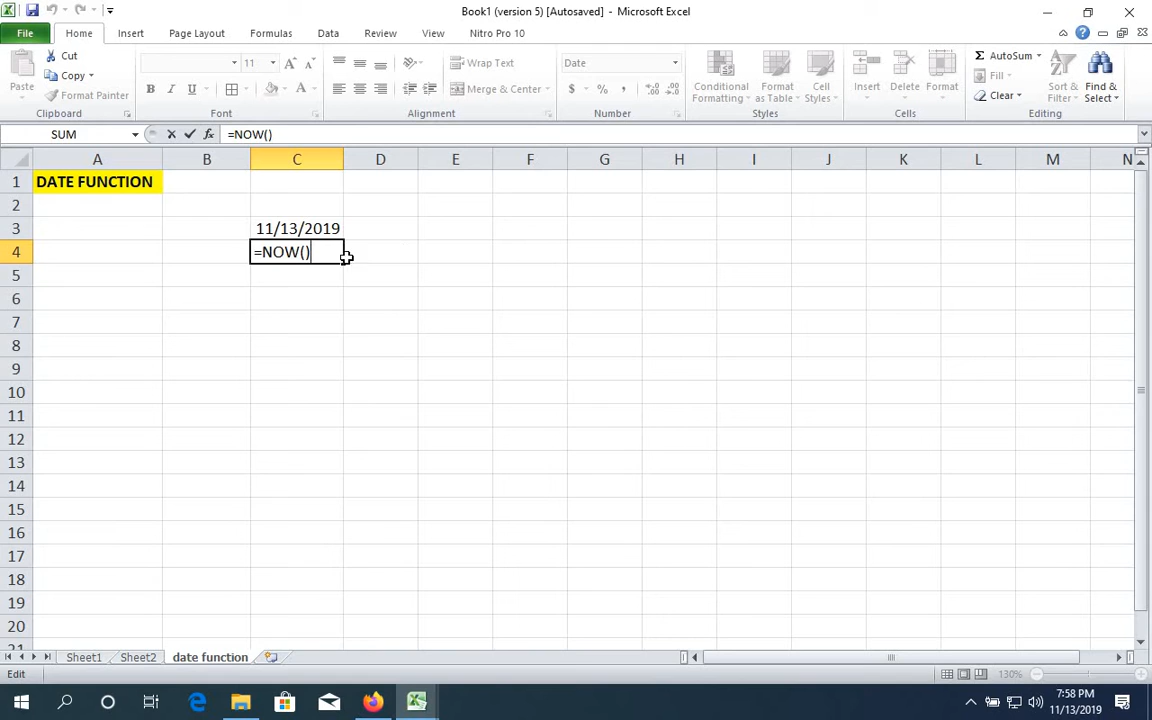 Book1 (version 5) [Autosaved] - Microsoft Excel
File Home Insert Page Layout Formulas Data Review View Nitro Pro 10
Cut
Copy
Format Painter
Paste
Clipboard
11
A A
B I U A
Font
Wrap Text
Merge & Center
Alignment
Date
$ % ,
Number
Conditional Formatting
Format as Table
Cell Styles
Styles
Insert Delete Format
Cells
AutoSum
Fill
Clear
Sort & Filter
Find & Select
Editing
SUM fx =NOW()
A B C D E F G H I J K L M N
1 DATE FUNCTION
2
3 11/13/2019
4 =NOW()
5
6
7
8
9
10
11
12
13
14
15
16
17
18
19
20
21
Sheet1 Sheet2 date function
Edit 130%
7:58 PM
11/13/2019